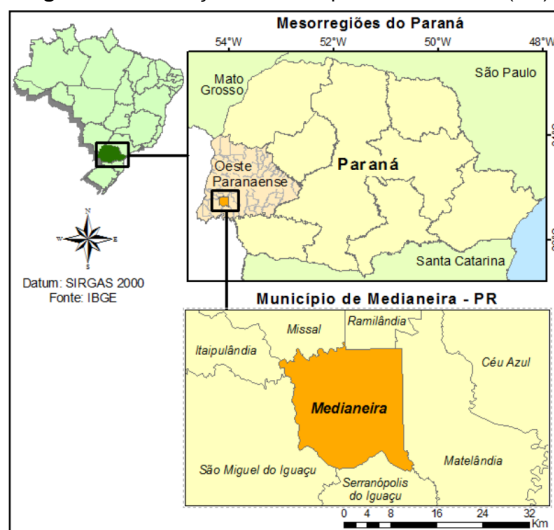 Mesorregiões do Paraná
54°W 52°W 50°W 48°W
Mato
Grosso
São Paulo
Oeste
Paranaense
Paraná
Santa Catarina
N
W E
S
Datum: SIRGAS 2000
Fonte: IBGE
Município de Medianeira - PR
Missal
Ramilândia
Itaipulândia
Céu Azul
Medianeira
São Miguel do Iguaçu
Matelândia
Serranópolis
do Iguaçu
0 4 8 16 24 32
Km